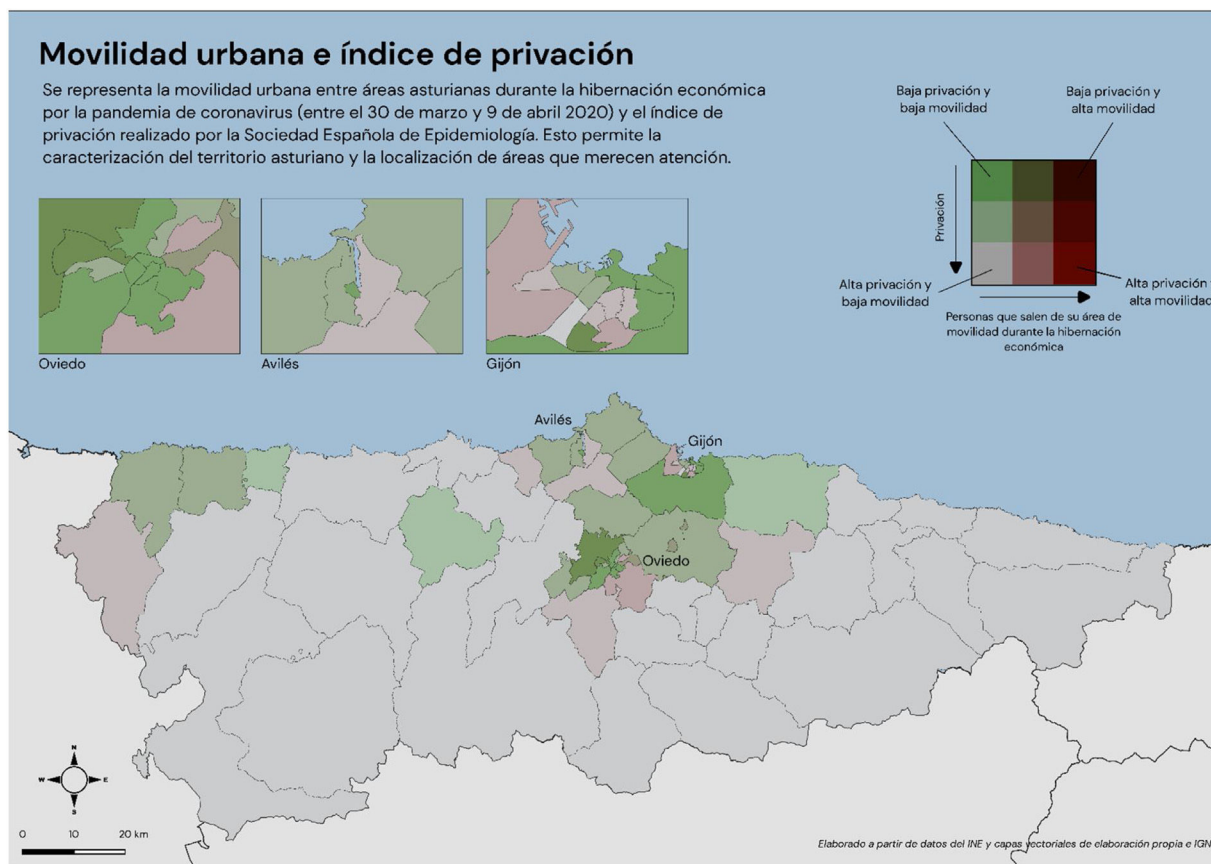 Movilidad urbana e índice de privación
Se representa la movilidad urbana entre áreas asturianas durante la hibernación económica
por la pandemia de coronavirus (entre el 30 de marzo y 9 de abril 2020) y el índice de
privación realizado por la Sociedad Española de Epidemiología. Esto permite la
caracterización del territorio asturiano y la localización de áreas que merecen atención.
Baja privación y
baja movilidad
Baja privación y
alta movilidad
Privación
Alta privación y
baja movilidad
Alta privación y
alta movilidad
Personas que salen de su área de
movilidad durante la hibernación
económica
Oviedo
Avilés
Gijón
Avilés
Gijón
Oviedo
N
W
E
S
0 10 20 km
Elaborado a partir de datos del INE y capas vectoriales de elaboración propia e IGN